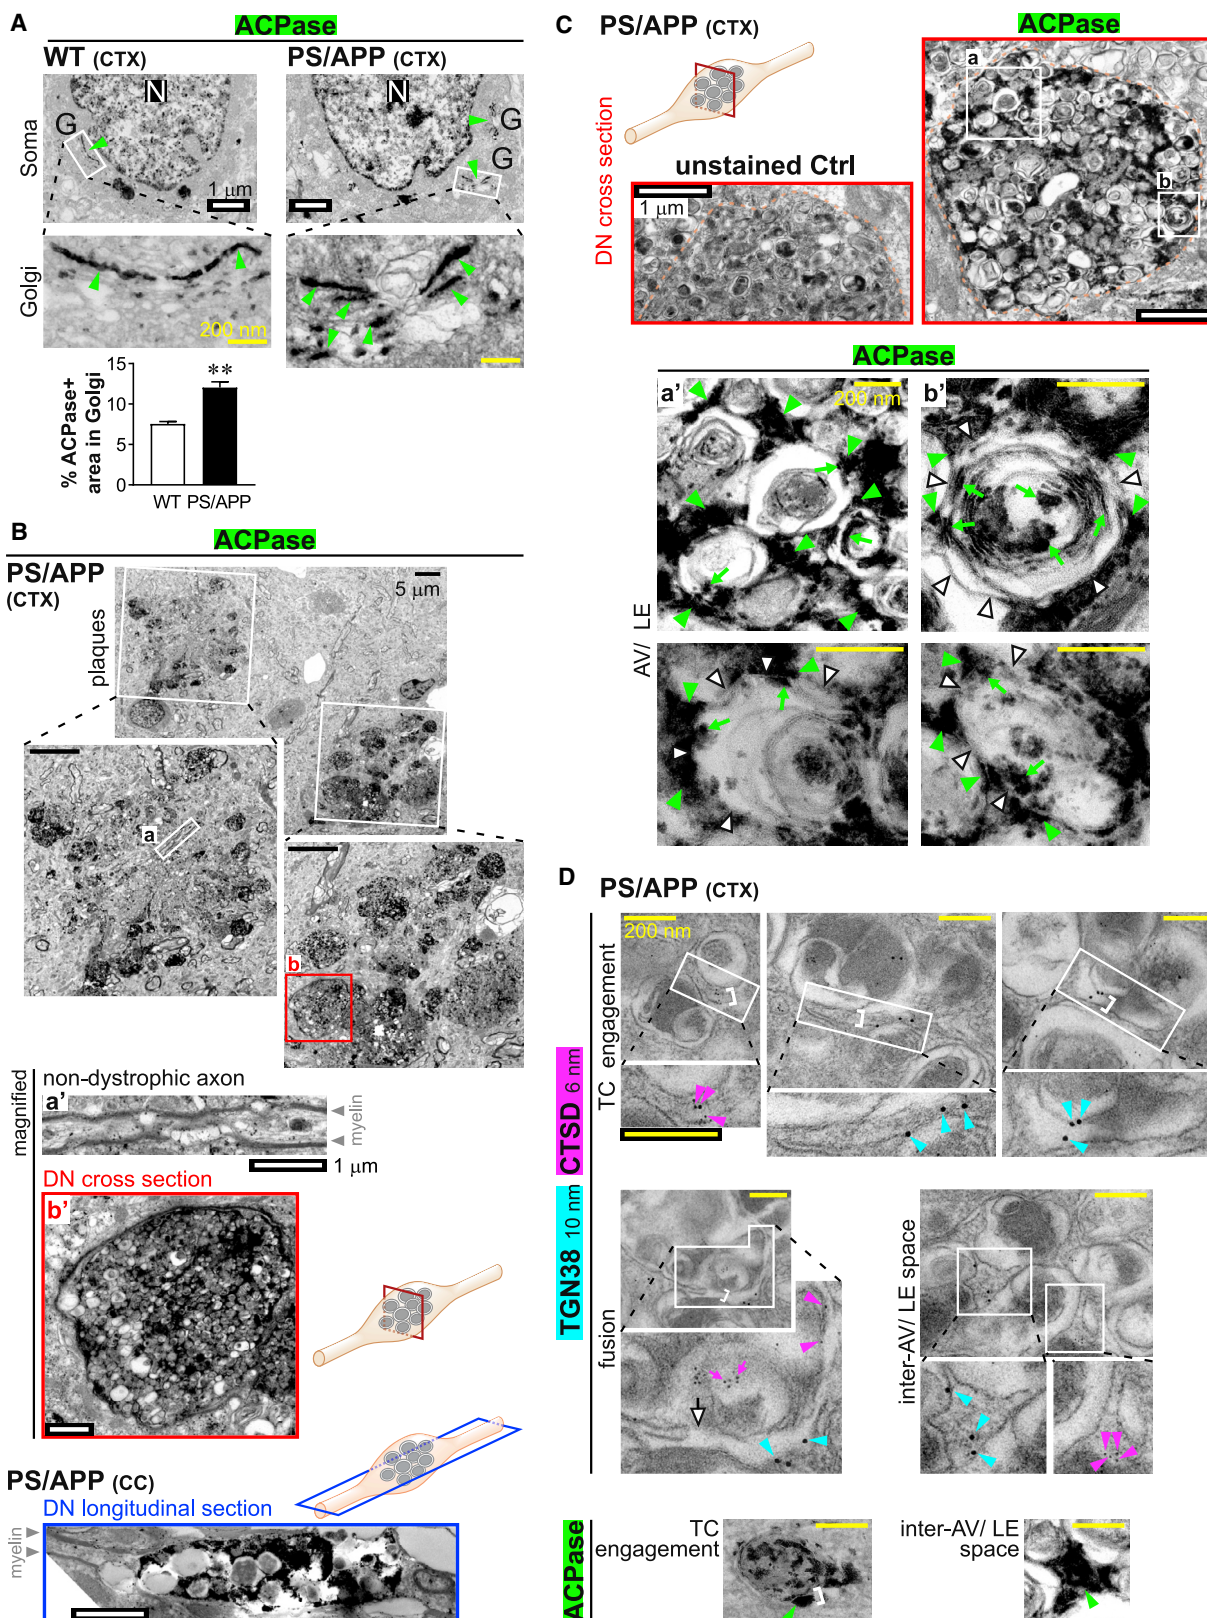 A
ACPase
WT (CTX)
PS/APP (CTX)
Soma
N
G
1 µm
N
G
G
Golgi
200 nm
% ACPase+
area in Golgi
15
10
5
0
**
WT PS/APP
B
ACPase
PS/APP
(CTX)
plaques
5 µm
a
b
magnified
non-dystrophic axon
a'
myelin
1 µm
DN cross section
b'
PS/APP (CC)
DN longitudinal section
myelin
C
PS/APP (CTX)
ACPase
DN cross section
unstained Ctrl
1 µm
a
b
ACPase
AV/ LE
a'
200 nm
b'
D
PS/APP (CTX)
CTSD 6 nm
TGN38 10 nm
TC engagement
200 nm
fusion
inter-AV/ LE space
ACPase
TC
engagement
inter-AV/ LE
space